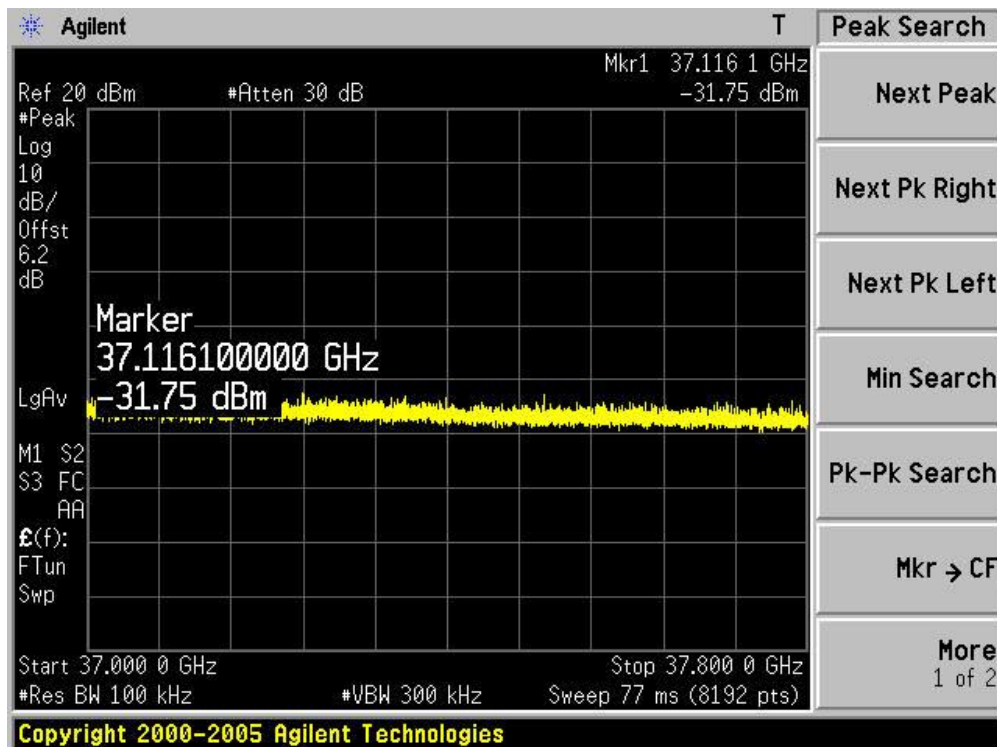 Agilent T Peak Search
Mkr1 37.116 1 GHz
Ref 20 dBm #Atten 30 dB -31.75 dBm
#Peak
Log
10
dB/
Offst
6.2
dB
Marker
37.116100000 GHz
-31.75 dBm
LgAv
M1 S2
S3 FC
AA
£(f):
FTun
Swp
Start 37.000 0 GHz Stop 37.800 0 GHz
#Res BW 100 kHz #VBW 300 kHz Sweep 77 ms (8192 pts)
Copyright 2000-2005 Agilent Technologies
Next Peak
Next Pk Right
Next Pk Left
Min Search
Pk-Pk Search
Mkr → CF
More
1 of 2